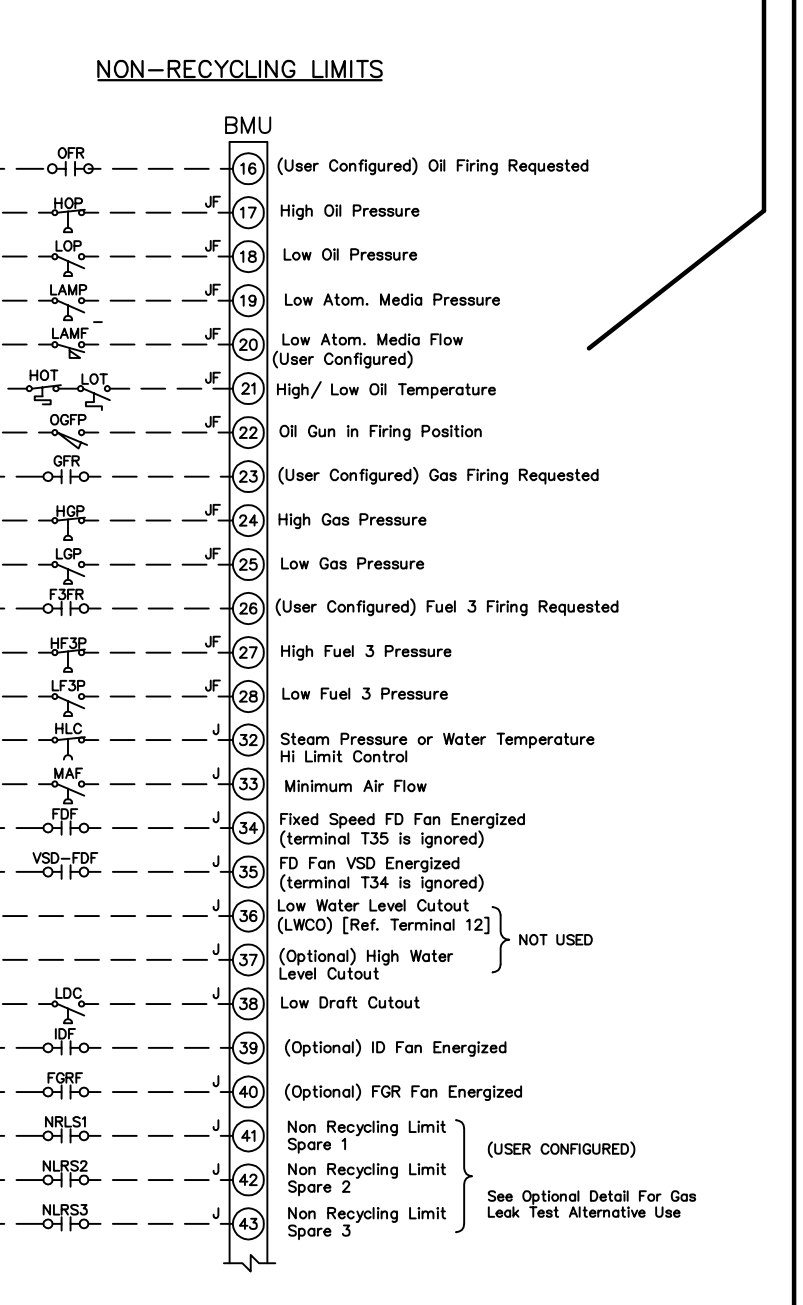 NON-RECYCLING LIMITS
BMU
OFR 16 (User Configured) Oil Firing Requested
HOP JF 17 High Oil Pressure
LOP JF 18 Low Oil Pressure
LAMP JF 19 Low Atom. Media Pressure
LAMF JF 20 Low Atom. Media Flow
(User Configured)
HOT LOT JF 21 High/ Low Oil Temperature
OGFP JF 22 Oil Gun in Firing Position
GFR 23 (User Configured) Gas Firing Requested
HGP JF 24 High Gas Pressure
LGP JF 25 Low Gas Pressure
F3FR 26 (User Configured) Fuel 3 Firing Requested
HF3P JF 27 High Fuel 3 Pressure
LF3P JF 28 Low Fuel 3 Pressure
HLC J 32 Steam Pressure or Water Temperature
Hi Limit Control
MAF J 33 Minimum Air Flow
FDF J 34 Fixed Speed FD Fan Energized
(terminal T35 is ignored)
VSD-FDF J 35 FD Fan VSD Energized
(terminal T34 is ignored)
J 36 Low Water Level Cutout
(LWCO) [Ref. Terminal 12]
NOT USED
J 37 (Optional) High Water
Level Cutout
LDC J 38 Low Draft Cutout
IDF J 39 (Optional) ID Fan Energized
FGRF J 40 (Optional) FGR Fan Energized
NRLS1 J 41 Non Recycling Limit
Spare 1
(USER CONFIGURED)
NLRS2 J 42 Non Recycling Limit
Spare 2
See Optional Detail For Gas
Leak Test Alternative Use
NLRS3 J 43 Non Recycling Limit
Spare 3